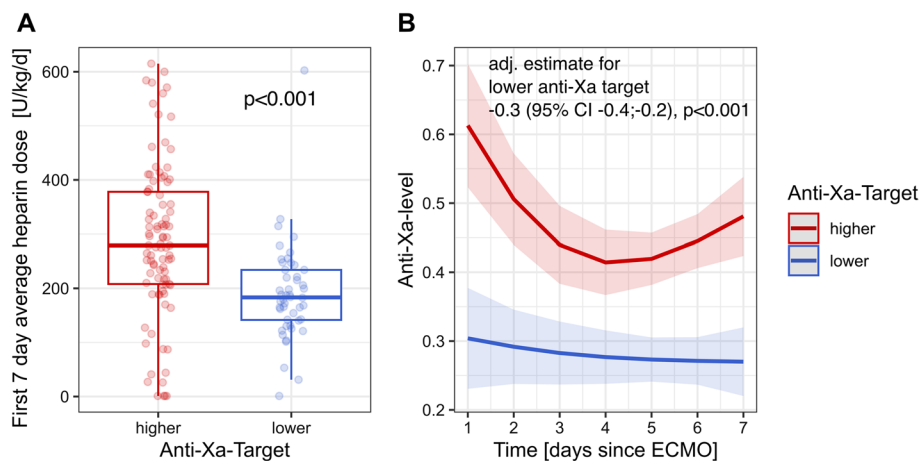 A
First 7 day average heparin dose [U/kg/d]
600
400
200
0
p<0.001
higher
lower
Anti-Xa-Target
B
Anti-Xa-level
0.7
0.6
0.5
0.4
0.3
0.2
adj. estimate for
lower anti-Xa target
-0.3 (95% CI -0.4;-0.2), p<0.001
1 2 3 4 5 6 7
Time [days since ECMO]
Anti-Xa-Target
higher
lower